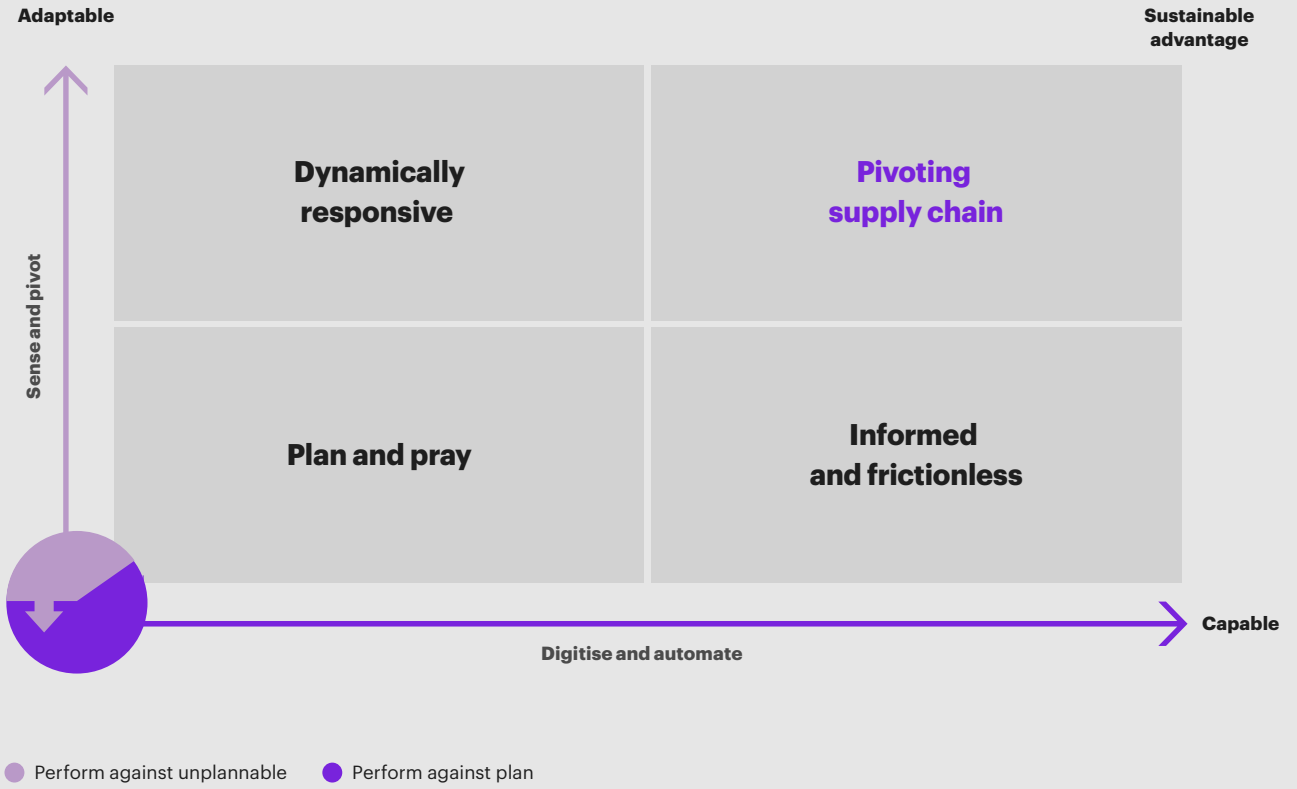 Adaptable
Sustainable
advantage
Dynamically
responsive
Pivoting
supply chain
Sense and pivot
Plan and pray
Informed
and frictionless
Capable
Digitise and automate
Perform against unplannable
Perform against plan